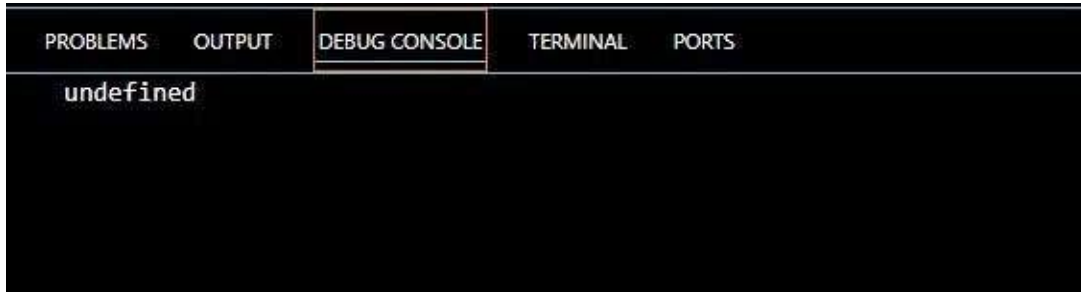 PROBLEMS OUTPUT DEBUG CONSOLE TERMINAL PORTS
undefined